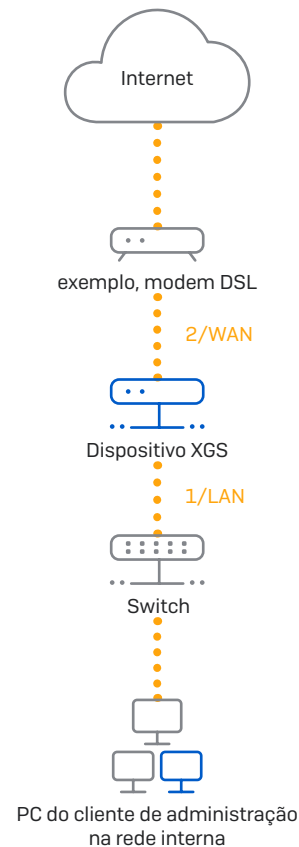 Internet
exemplo, modem DSL
2/WAN
Dispositivo XGS
1/LAN
Switch
PC do cliente de administração
na rede interna